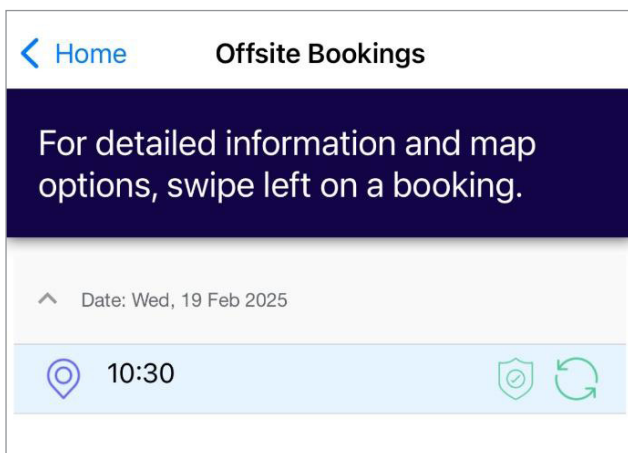 Home
Offsite Bookings
For detailed information and map
options, swipe left on a booking.
Date: Wed, 19 Feb 2025
10:30